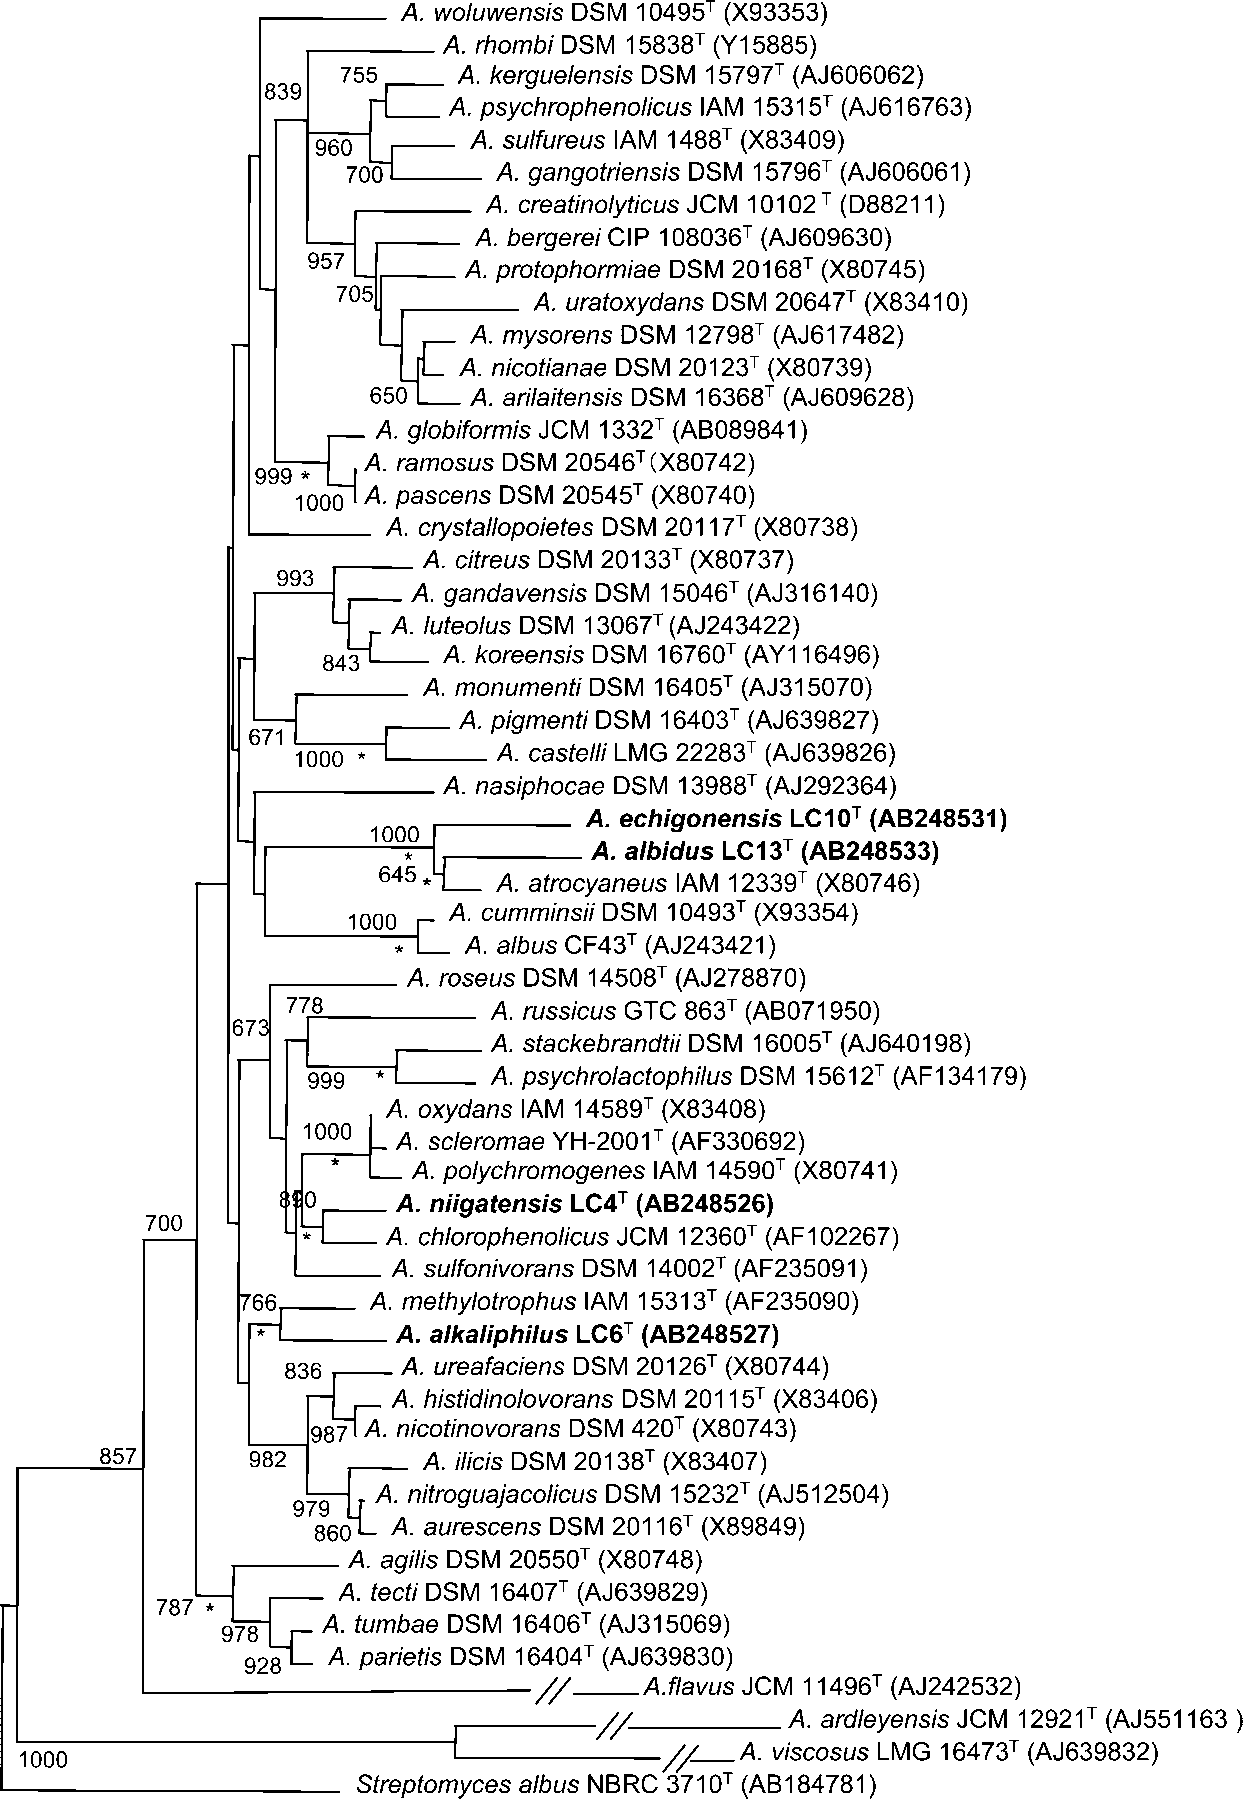 A. woluwensis DSM 10495T (X93353)
A. rhombi DSM 15838T (Y15885)
755
A. kerguelensis DSM 15797T (AJ606062)
839
A. psychrophenolicus IAM 15315T (AJ616763)
960
A. sulfureus IAM 1488T (X83409)
700
A. gangotriensis DSM 15796T (AJ606061)
A. creatinolyticus JCM 10102 T (D88211)
957
A. bergerei CIP 108036T (AJ609630)
705
A. protophormiae DSM 20168T (X80745)
A. uratoxydans DSM 20647T (X83410)
A. mysorens DSM 12798T (AJ617482)
A. nicotianae DSM 20123T (X80739)
650
A. arilaitensis DSM 16368T (AJ609628)
A. globiformis JCM 1332T (AB089841)
999 *
A. ramosus DSM 20546T (X80742)
1000
A. pascens DSM 20545T (X80740)
A. crystallopoietes DSM 20117T (X80738)
993
A. citreus DSM 20133T (X80737)
A. gandavensis DSM 15046T (AJ316140)
A. luteolus DSM 13067T (AJ243422)
843
A. koreensis DSM 16760T (AY116496)
A. monumenti DSM 16405T (AJ315070)
671
A. pigmenti DSM 16403T (AJ639827)
1000 *
A. castelli LMG 22283T (AJ639826)
A. nasiphocae DSM 13988T (AJ292364)
A. echigonensis LC10T (AB248531)
1000
*
A. albidus LC13T (AB248533)
645 *
A. atrocyaneus IAM 12339T (X80746)
1000
A. cumminsii DSM 10493T (X93354)
*
A. albus CF43T (AJ243421)
A. roseus DSM 14508T (AJ278870)
778
A. russicus GTC 863T (AB071950)
673
A. stackebrandtii DSM 16005T (AJ640198)
999 *
A. psychrolactophilus DSM 15612T (AF134179)
A. oxydans IAM 14589T (X83408)
1000
A. scleromae YH-2001T (AF330692)
*
A. polychromogenes IAM 14590T (X80741)
890
A. niigatensis LC4T (AB248526)
*
A. chlorophenolicus JCM 12360T (AF102267)
700
A. sulfonivorans DSM 14002T (AF235091)
766
A. methylotrophus IAM 15313T (AF235090)
*
A. alkaliphilus LC6T (AB248527)
836
A. ureafaciens DSM 20126T (X80744)
A. histidinolovorans DSM 20115T (X83406)
987
A. nicotinovorans DSM 420T (X80743)
857
982
A. ilicis DSM 20138T (X83407)
979
A. nitroguajacolicus DSM 15232T (AJ512504)
860
A. aurescens DSM 20116T (X89849)
A. agilis DSM 20550T (X80748)
787 *
A. tecti DSM 16407T (AJ639829)
978
A. tumbae DSM 16406T (AJ315069)
928
A. parietis DSM 16404T (AJ639830)
A.flavus JCM 11496T (AJ242532)
A. ardleyensis JCM 12921T (AJ551163 )
1000
A. viscosus LMG 16473T (AJ639832)
Streptomyces albus NBRC 3710T (AB184781)